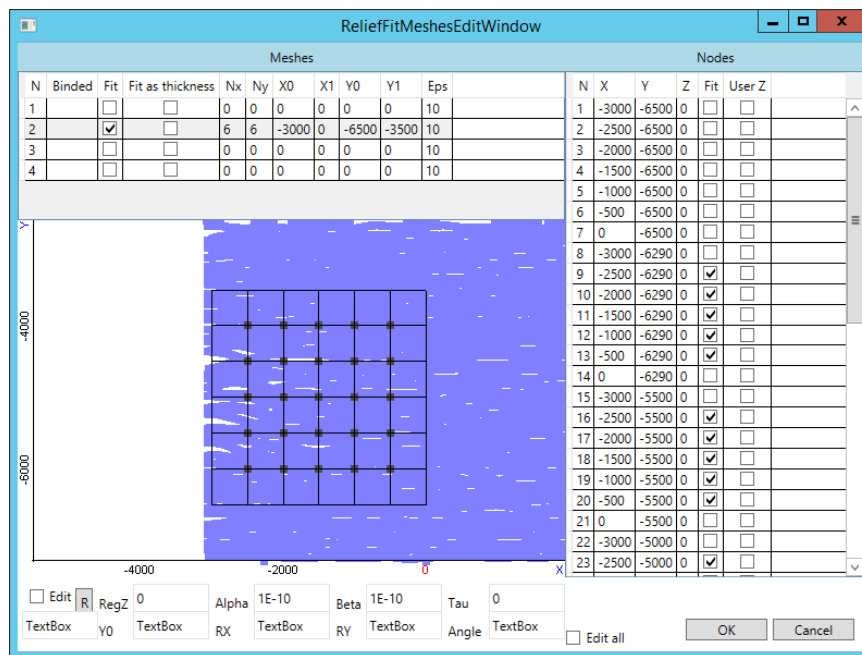 ReliefFitMeshesEditWindow
Meshes
N Binded Fit Fit as thickness Nx Ny X0 X1 Y0 Y1 Eps
1 0 0 0 0 0 0 10
2 6 6 -3000 0 -6500 -3500 10
3 0 0 0 0 0 0 10
4 0 0 0 0 0 0 10
Y
-4000
-6000
-4000 -2000 0 X
Edit R RegZ 0 Alpha 1E-10 Beta 1E-10 Tau 0
TextBox Y0 TextBox RX TextBox RY TextBox Angle TextBox
Nodes
N X Y Z Fit User Z
1 -3000 -6500 0
2 -2500 -6500 0
3 -2000 -6500 0
4 -1500 -6500 0
5 -1000 -6500 0
6 -500 -6500 0
7 0 -6500 0
8 -3000 -6290 0
9 -2500 -6290 0
10 -2000 -6290 0
11 -1500 -6290 0
12 -1000 -6290 0
13 -500 -6290 0
14 0 -6290 0
15 -3000 -5500 0
16 -2500 -5500 0
17 -2000 -5500 0
18 -1500 -5500 0
19 -1000 -5500 0
20 -500 -5500 0
21 0 -5500 0
22 -3000 -5000 0
23 -2500 -5000 0
Edit all OK Cancel